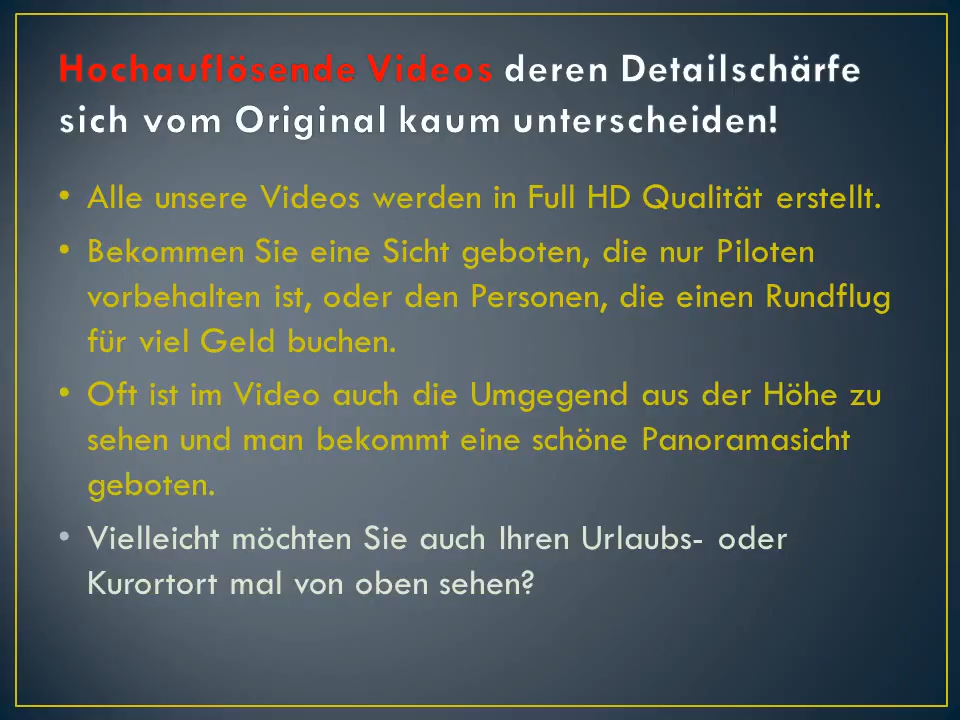 Hochauflösende Videos deren Detailschärfe
sich vom Original kaum unterscheiden!
• Alle unsere Videos werden in Full HD Qualität erstellt.
• Bekommen Sie eine Sicht geboten, die nur Piloten
vorbehalten ist, oder den Personen, die einen Rundflug
für viel Geld buchen.
• Oft ist im Video auch die Umgegend aus der Höhe zu
sehen und man bekommt eine schöne Panoramasicht
geboten.
• Vielleicht möchten Sie auch Ihren Urlaubs- oder
Kurortort mal von oben sehen?